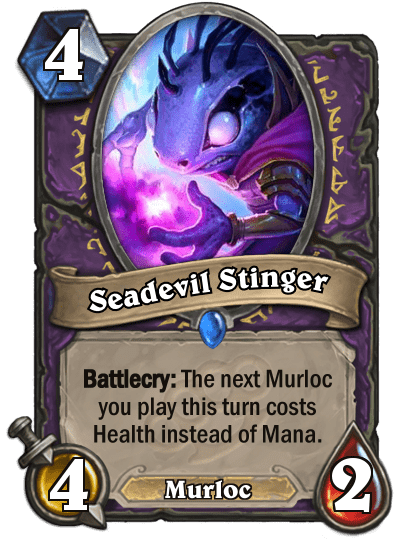 4
Seadevil Stinger
Battlecry: The next Murloc
you play this turn costs
Health instead of Mana.
4
Murloc
2